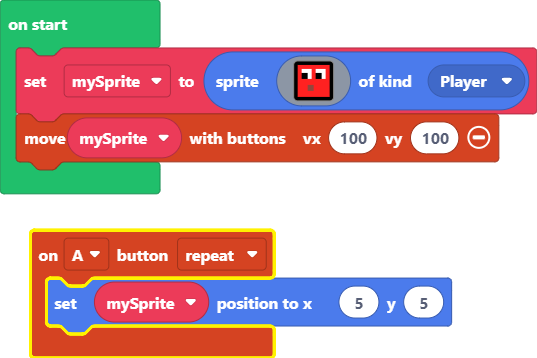 on start
set mySprite to sprite of kind Player
move mySprite with buttons vx 100 vy 100
on A button repeat
set mySprite position to x 5 y 5